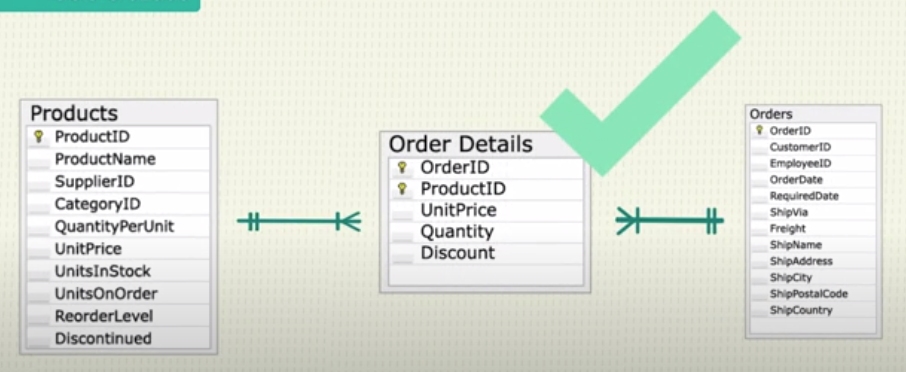 Products
ProductID
ProductName
SupplierID
CategoryID
QuantityPerUnit
UnitPrice
UnitsInStock
UnitsOnOrder
ReorderLevel
Discontinued
Order Details
OrderID
ProductID
UnitPrice
Quantity
Discount
Orders
OrderID
CustomerID
EmployeeID
OrderDate
RequiredDate
ShipVia
Freight
ShipName
ShipAddress
ShipCity
ShipPostalCode
ShipCountry